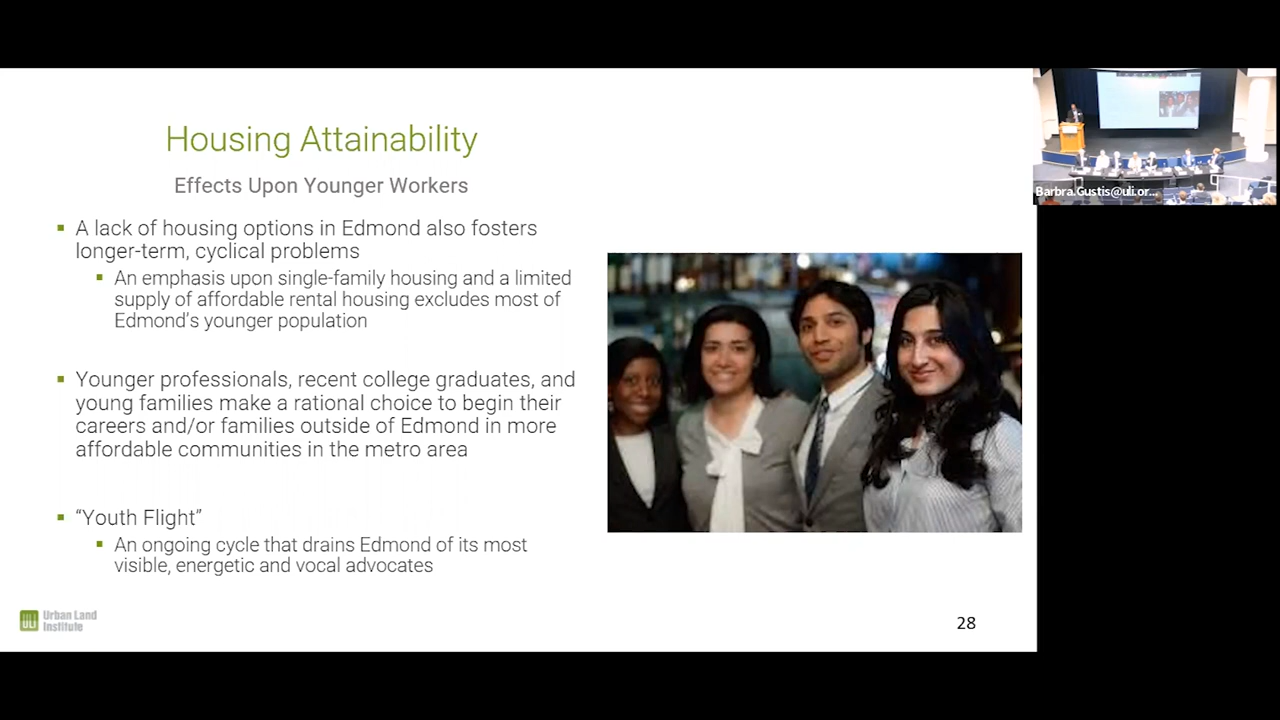 Housing Attainability
Effects Upon Younger Workers
A lack of housing options in Edmond also fosters
longer-term, cyclical problems
An emphasis upon single-family housing and a limited
supply of affordable rental housing excludes most of
Edmond's younger population
Younger professionals, recent college graduates, and
young families make a rational choice to begin their
careers and/or families outside of Edmond in more
affordable communities in the metro area
“Youth Flight”
An ongoing cycle that drains Edmond of its most
visible, energetic and vocal advocates
ULI Urban Land
Institute
28
Barbra.Gustis@uli.or...